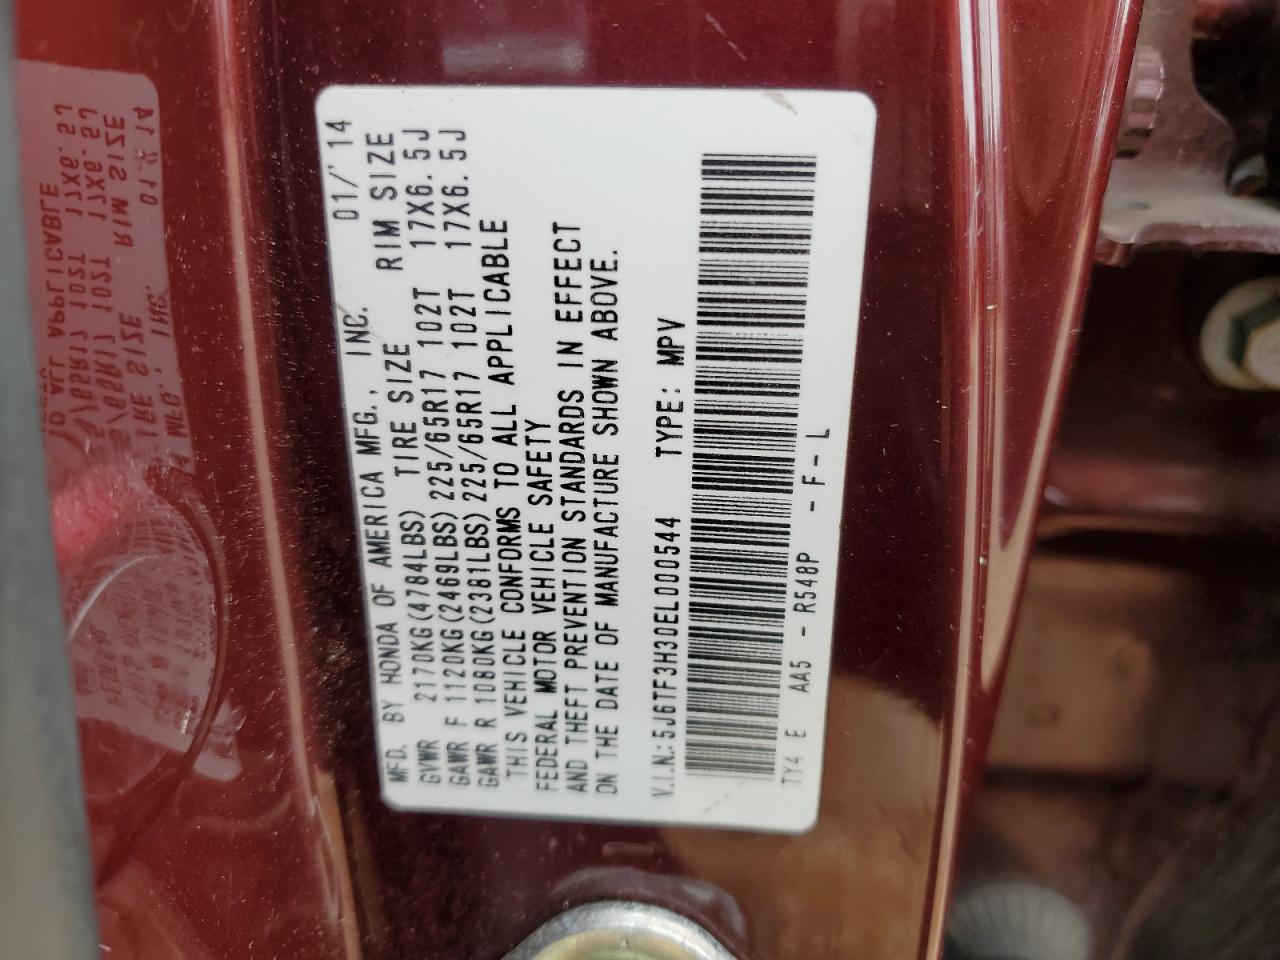 MFD. BY HONDA OF AMERICA MFG., INC. 01/'14
GVWR 2170KG(4784LBS) TIRE SIZE RIM SIZE
GAWR F 1120KG(2469LBS) 225/65R17 102T 17X6.5J
GAWR R 1080KG(2381LBS) 225/65R17 102T 17X6.5J
THIS VEHICLE CONFORMS TO ALL APPLICABLE
FEDERAL MOTOR VEHICLE SAFETY
AND THEFT PREVENTION STANDARDS IN EFFECT
ON THE DATE OF MANUFACTURE SHOWN ABOVE.
V.I.N.: 5J6TF3H30EL000544 TYPE: MPV
TY4 E AA5 - R548P - F-L